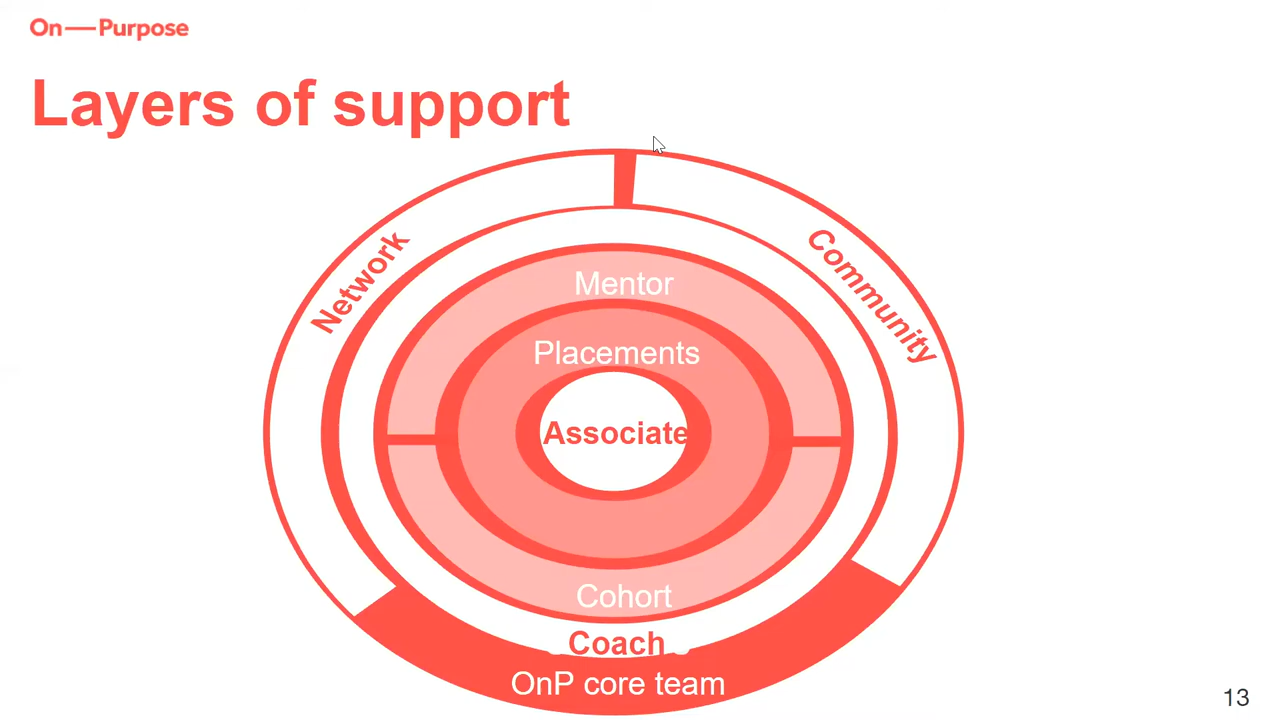 On—Purpose
Layers of support
Network
Community
Mentor
Placements
Associate
Cohort
Coach
OnP core team
13